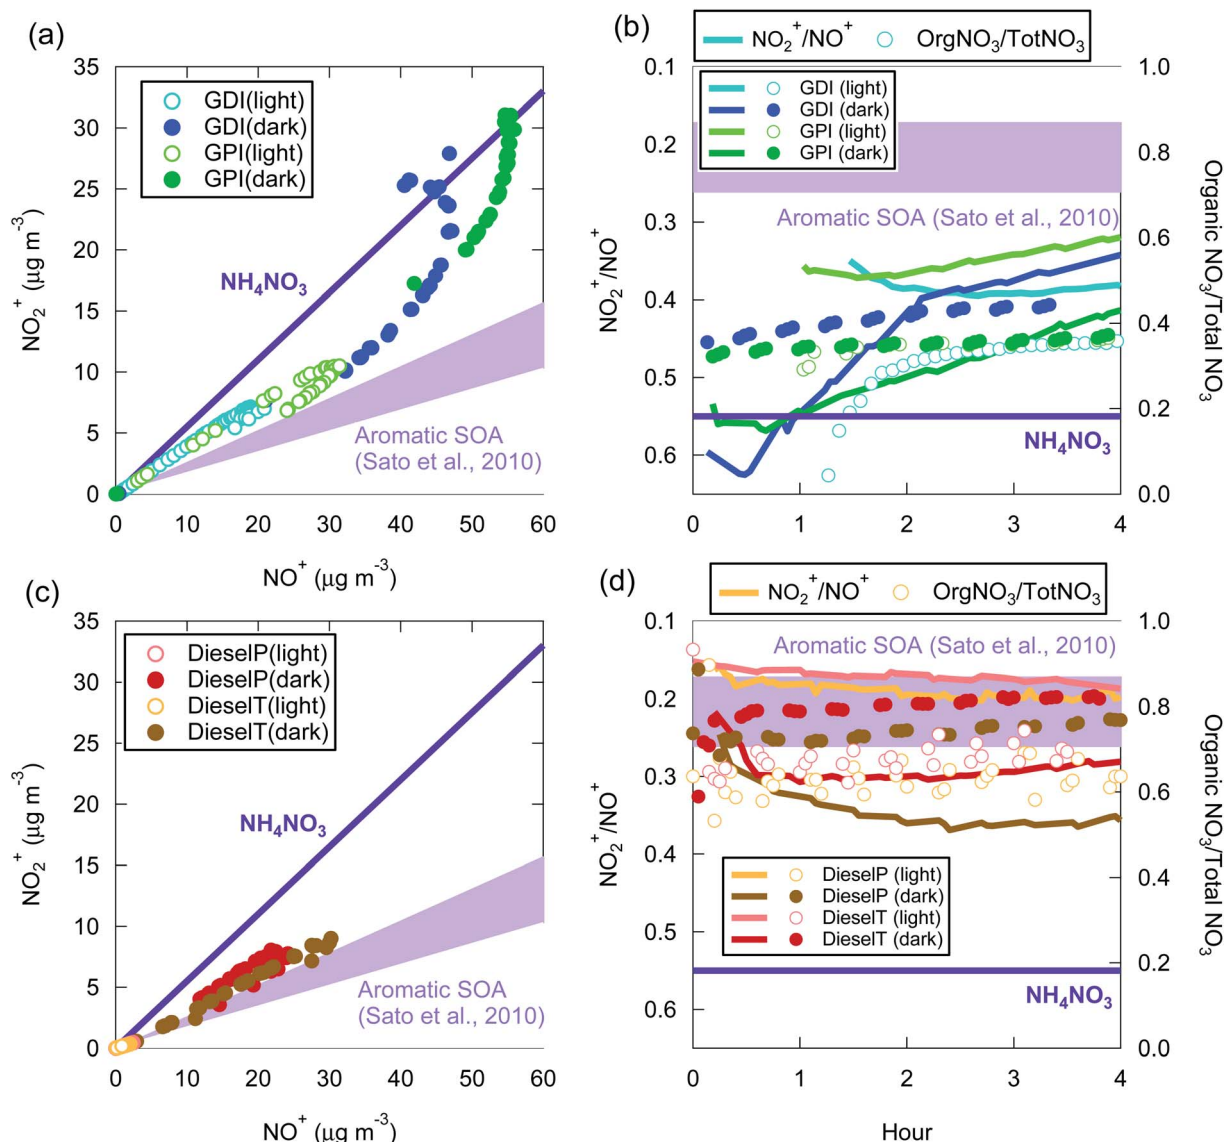 (a)
35
30
25
20
15
10
5
0
NO₂⁺ (μg m⁻³)
GDI(light)
GDI(dark)
GPI(light)
GPI(dark)
NH₄NO₃
Aromatic SOA
(Sato et al., 2010)
0 10 20 30 40 50 60
NO⁺ (μg m⁻³)
(b)
NO₂⁺/NO⁺ OrgNO₃/TotNO₃
0.1
0.2
0.3
0.4
0.5
0.6
NO₂⁺/NO⁺
GDI (light)
GDI (dark)
GPI (light)
GPI (dark)
Aromatic SOA (Sato et al., 2010)
NH₄NO₃
1.0
0.8
0.6
0.4
0.2
0.0
Organic NO₃/Total NO₃
0 1 2 3 4
(c)
35
30
25
20
15
10
5
0
NO₂⁺ (μg m⁻³)
DieselP(light)
DieselP(dark)
DieselT(light)
DieselT(dark)
NH₄NO₃
Aromatic SOA
(Sato et al., 2010)
0 10 20 30 40 50 60
NO⁺ (μg m⁻³)
(d)
NO₂⁺/NO⁺ OrgNO₃/TotNO₃
0.1
0.2
0.3
0.4
0.5
0.6
NO₂⁺/NO⁺
Aromatic SOA (Sato et al., 2010)
DieselP (light)
DieselP (dark)
DieselT (light)
DieselT (dark)
NH₄NO₃
1.0
0.8
0.6
0.4
0.2
0.0
Organic NO₃/Total NO₃
0 1 2 3 4
Hour